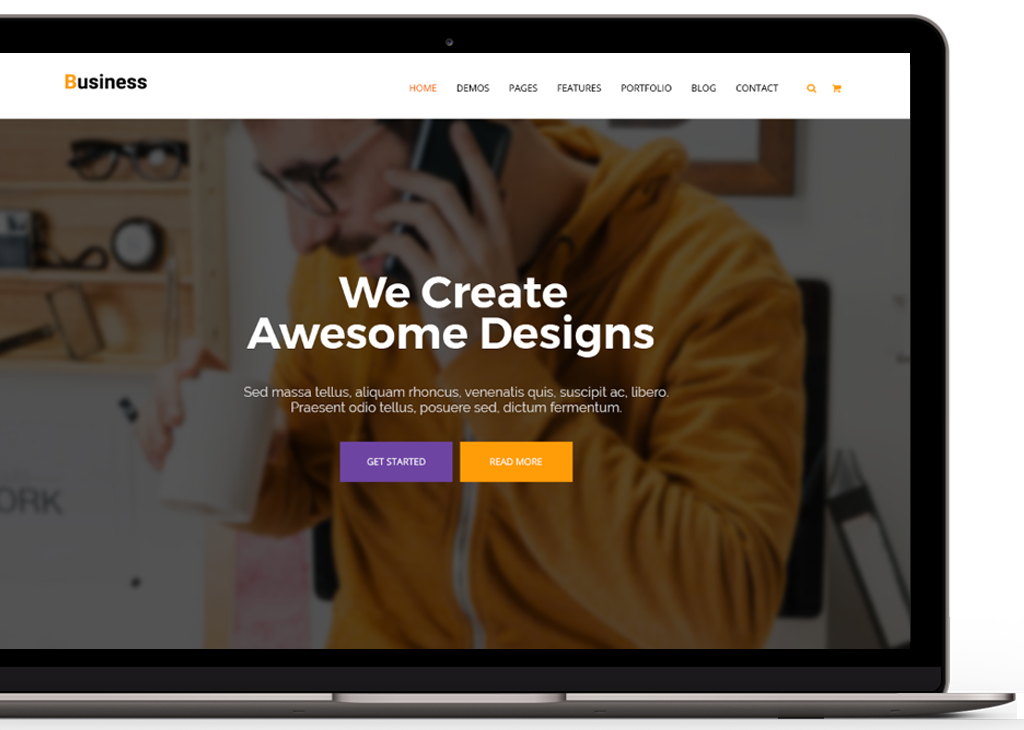 Business
HOME DEMOS PAGES FEATURES PORTFOLIO BLOG CONTACT
We Create
Awesome Designs
Sed massa tellus, aliquam rhoncus, venenatis quis, suscipit ac, libero.
Praesent odio tellus, posuere sed, dictum fermentum.
GET STARTED READ MORE
ORK